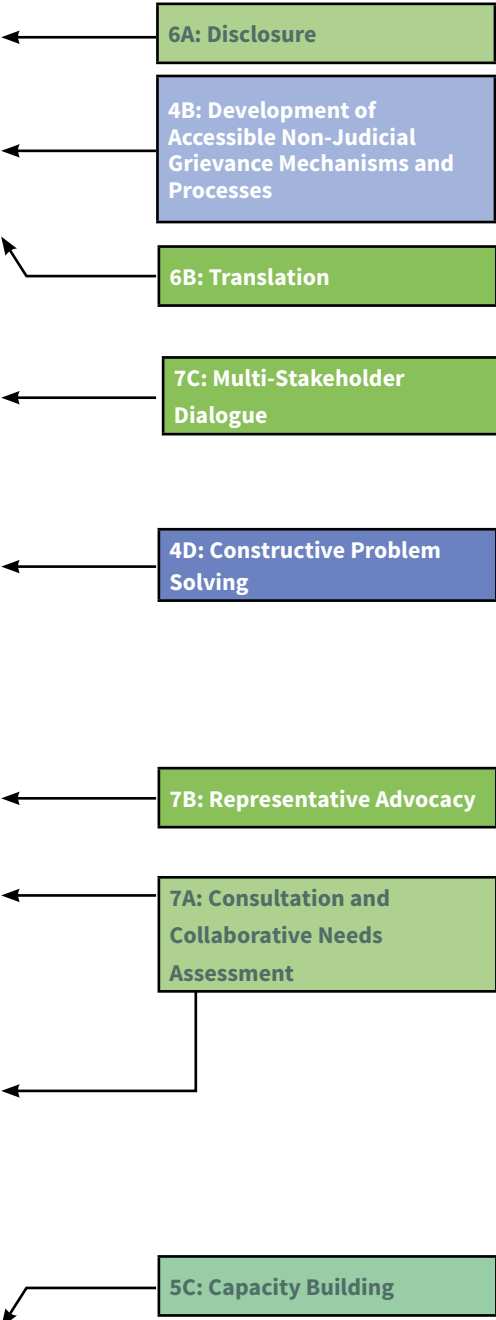 6A: Disclosure
4B: Development of
Accessible Non-Judicial
Grievance Mechanisms and
Processes
6B: Translation
7C: Multi-Stakeholder
Dialogue
4D: Constructive Problem
Solving
7B: Representative Advocacy
7A: Consultation and
Collaborative Needs
Assessment
5C: Capacity Building